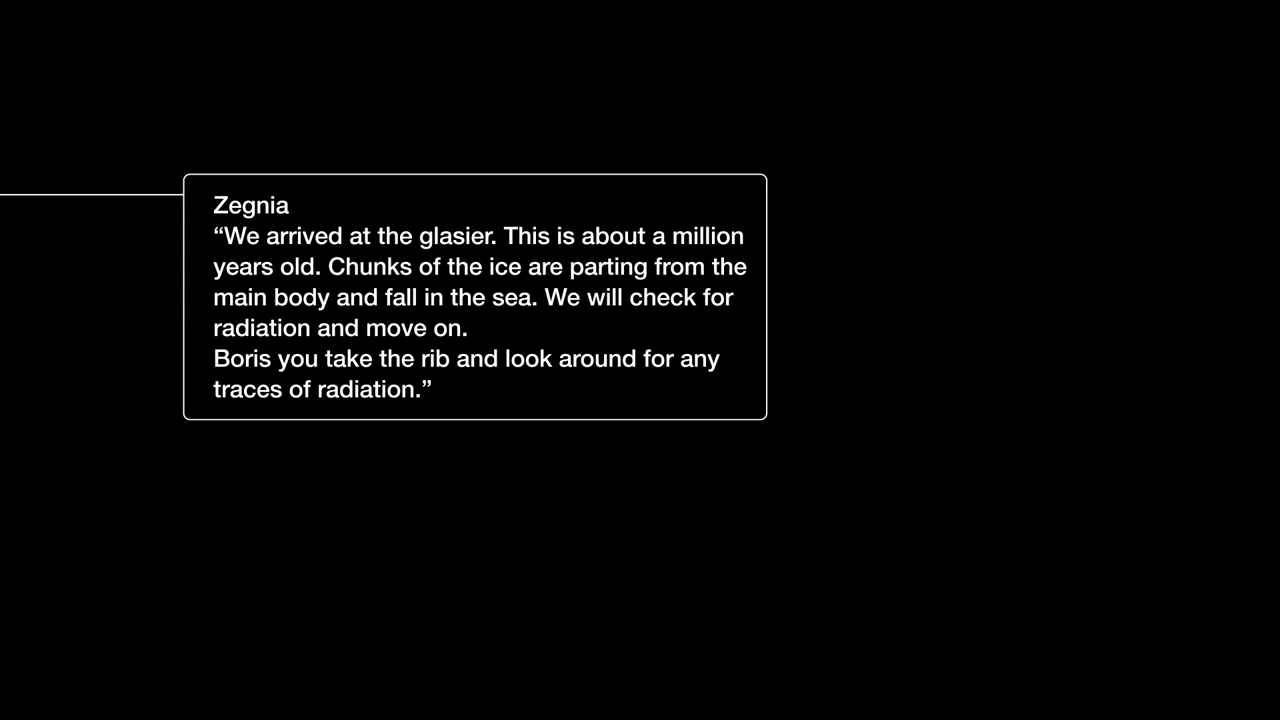 Zegnia
“We arrived at the glasier. This is about a million
years old. Chunks of the ice are parting from the
main body and fall in the sea. We will check for
radiation and move on.
Boris you take the rib and look around for any
traces of radiation.”